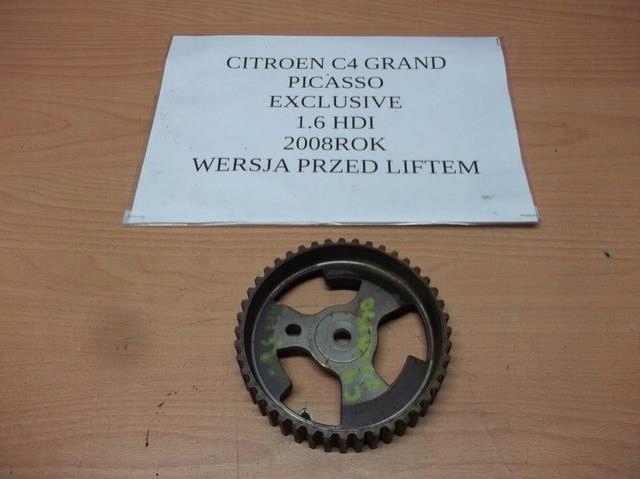 CITROEN C4 GRAND
PICASSO
EXCLUSIVE
1.6 HDI
2008ROK
WERSJA PRZED LIFTEM